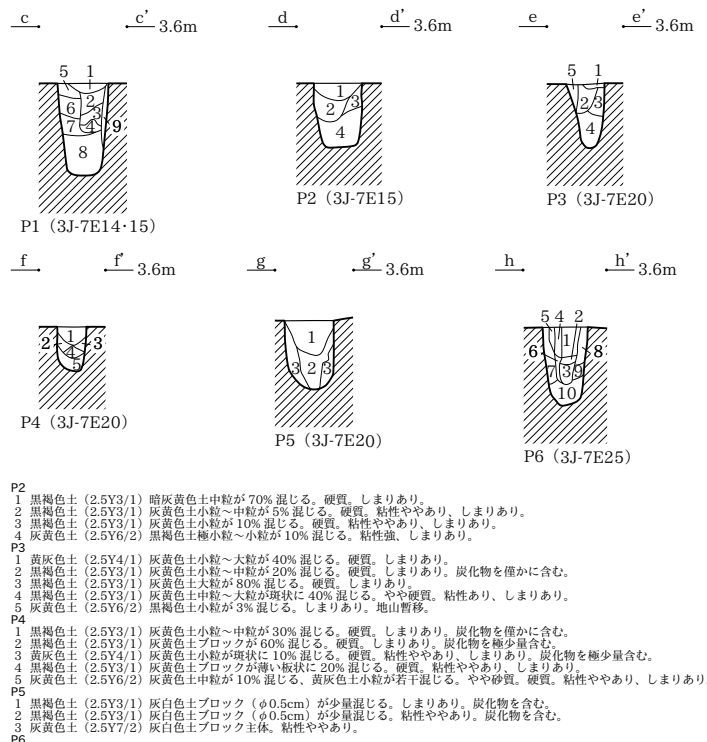 c c’ 3.6m d d’ 3.6m e e’ 3.6m
5 1 2 6 3 7 4 9 8
1 2 3 4
5 1 2 3 4
P1（3J-7E14·15） P2（3J-7E15） P3（3J-7E20）
f f’ 3.6m g g’ 3.6m h h’ 3.6m
2 1 3 4 5
1 3 2 3
5 4 2 1 6 8 7 3 9 10
P4（3J-7E20） P5（3J-7E20） P6（3J-7E25）
P2
1 黒褐色土（2.5Y3/1）暗灰黄色土中粒が 70% 混じる。硬質。しまりあり。
2 黒褐色土（2.5Y3/1）灰黄色土小粒～中粒が 5% 混じる。硬質。粘性ややあり、しまりあり。
3 黒褐色土（2.5Y3/1）灰黄色土小粒が 10% 混じる。硬質。粘性ややあり、しまりあり。
4 灰黄色土（2.5Y6/2）黒褐色土極小粒～小粒が 10% 混じる。粘性強、しまりあり。
P3
1 黄灰色土（2.5Y4/1）灰黄色土小粒～大粒が 40% 混じる。硬質。しまりあり。
2 黒褐色土（2.5Y3/1）灰黄色土小粒～中粒が 20% 混じる。硬質。しまりあり。炭化物を僅かに含む。
3 黒褐色土（2.5Y3/1）灰黄色土大粒が 80% 混じる。硬質。しまりあり。
4 黒褐色土（2.5Y3/1）灰黄色土中粒～大粒が斑状に 40% 混じる。やや硬質。粘性あり、しまりあり。
5 灰黄色土（2.5Y6/2）黒褐色土小粒が 3% 混じる。しまりあり。地山暫移。
P4
1 黒褐色土（2.5Y3/1）灰黄色土小粒～中粒が 30% 混じる。硬質。しまりあり。炭化物を僅かに含む。
2 黒褐色土（2.5Y3/1）灰黄色土ブロックが 60% 混じる。硬質。しまりあり。炭化物を極少量含む。
3 黄灰色土（2.5Y4/1）灰黄色土小粒が斑状に 10% 混じる。硬質。粘性ややあり、しまりあり。炭化物を極少量含む。
4 黒褐色土（2.5Y3/1）灰黄色土ブロックが薄い板状に 20% 混じる。硬質。粘性ややあり、しまりあり。
5 灰黄色土（2.5Y6/2）黒褐色土中粒が 10% 混じる、黄灰色土小粒が若干混じる。やや砂質。硬質。粘性ややあり、しまりあり。
P5
1 黒褐色土（2.5Y3/1）灰白色土ブロック（φ0.5cm）が少量混じる。しまりあり。炭化物を含む。
2 黒褐色土（2.5Y3/1）灰白色土ブロック（φ0.5cm）が少量混じる。粘性ややあり。炭化物を含む。
3 灰黄色土（2.5Y7/2）灰白色土ブロック主体。粘性ややあり。
P6